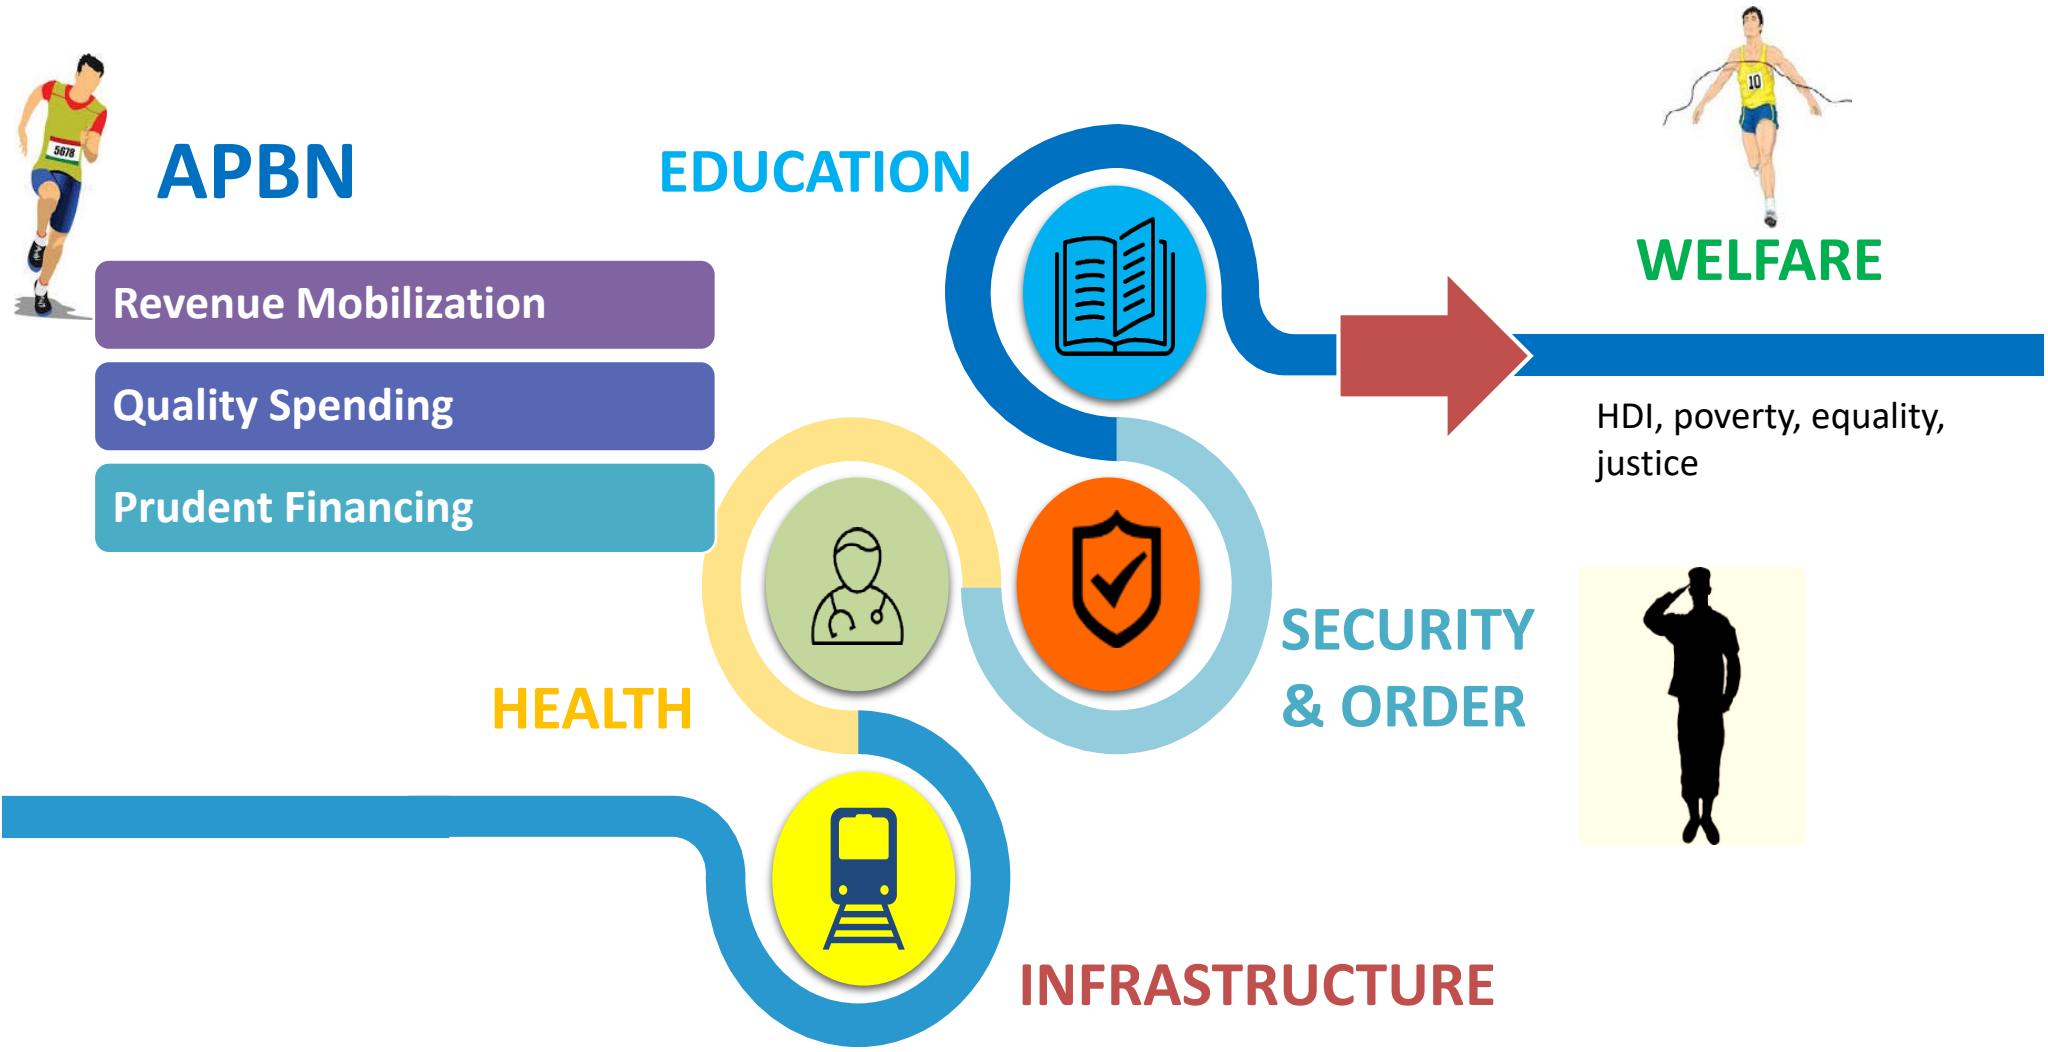 5678
APBN
Revenue Mobilization
Quality Spending
Prudent Financing
EDUCATION
HEALTH
SECURITY
& ORDER
INFRASTRUCTURE
10
WELFARE
HDI, poverty, equality,
justice